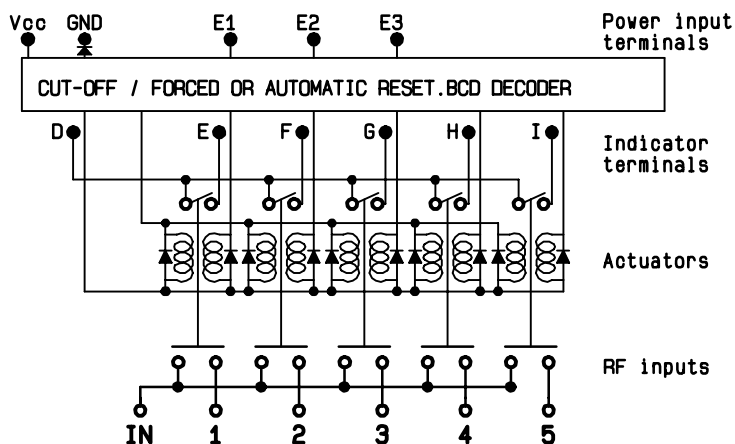 Vcc GND E1 E2 E3 Power input
terminals
CUT-OFF / FORCED OR AUTOMATIC RESET.BCD DECODER
D E F G H I Indicator
terminals
Actuators
RF inputs
IN 1 2 3 4 5